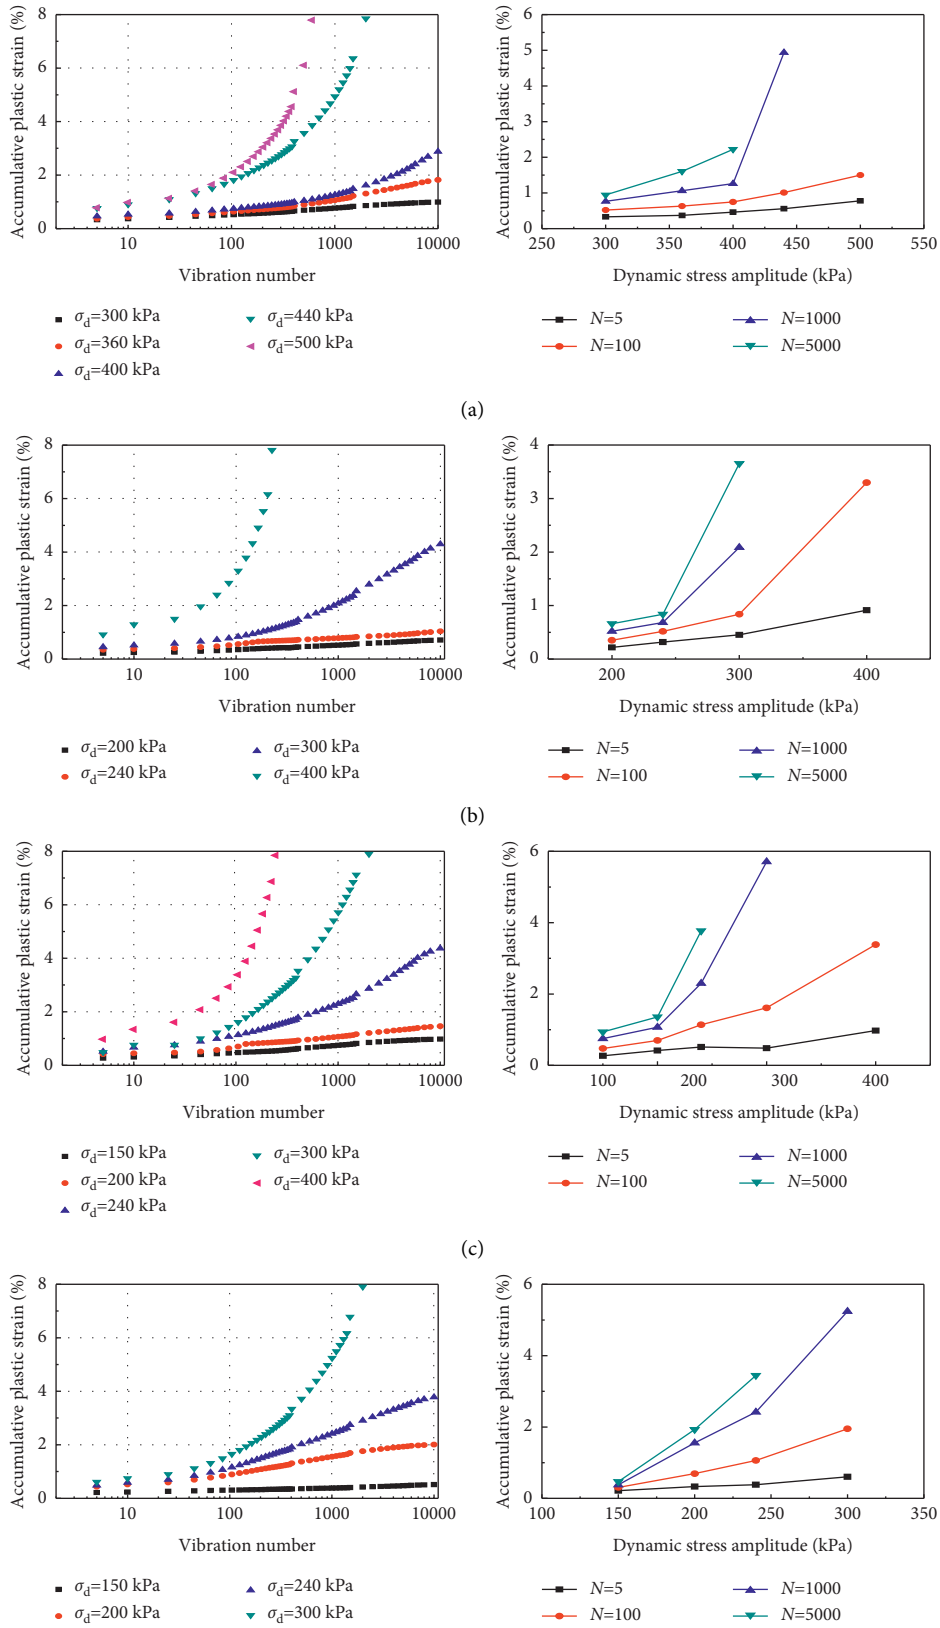 Accumulative plastic strain (%)
8
6
4
2
0
10
100
1000
10000
Vibration number
σd=300 kPa
σd=360 kPa
σd=400 kPa
σd=440 kPa
σd=500 kPa
Accumulative plastic strain (%)
6
5
4
3
2
1
0
250
300
350
400
450
500
550
Dynamic stress amplitude (kPa)
N=5
N=100
N=1000
N=5000
(a)
Accumulative plastic strain (%)
8
6
4
2
0
10
100
1000
10000
Vibration number
σd=200 kPa
σd=240 kPa
σd=300 kPa
σd=400 kPa
Accumulative plastic strain (%)
4
3
2
1
0
200
300
400
Dynamic stress amplitude (kPa)
N=5
N=100
N=1000
N=5000
(b)
Accumulative plastic strain (%)
8
6
4
2
0
10
100
1000
10000
Vibration mumber
σd=150 kPa
σd=200 kPa
σd=240 kPa
σd=300 kPa
σd=400 kPa
Accumulative plastic strain (%)
6
4
2
0
100
200
300
400
Dynamic stress amplitude (kPa)
N=5
N=100
N=1000
N=5000
(c)
Accumulative plastic strain (%)
8
6
4
2
0
10
100
1000
10000
Vibration number
σd=150 kPa
σd=200 kPa
σd=240 kPa
σd=300 kPa
Accumulative plastic strain (%)
6
4
2
0
100
150
200
250
300
350
Dynamic stress amplitude (kPa)
N=5
N=100
N=1000
N=5000